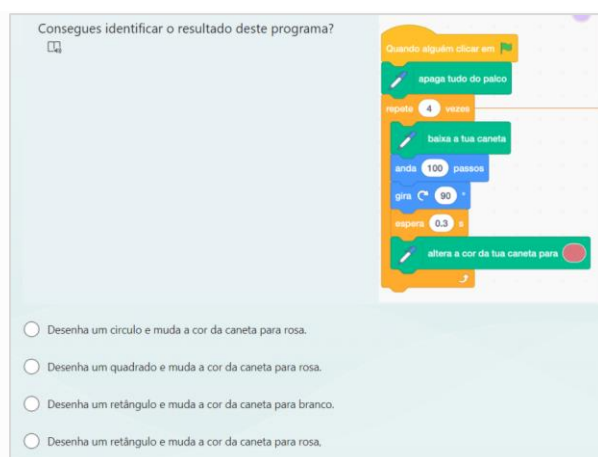 Consegues identificar o resultado deste programa?
Quando alguém clicar em
apaga tudo do palco
repete 4 vezes
baixa a tua caneta
anda 100 passos
gira 90 °
espera 0.3 s
altera a cor da tua caneta para
Desenha um circulo e muda a cor da caneta para rosa.
Desenha um quadrado e muda a cor da caneta para rosa.
Desenha um retângulo e muda a cor da caneta para branco.
Desenha um retângulo e muda a cor da caneta para rosa,